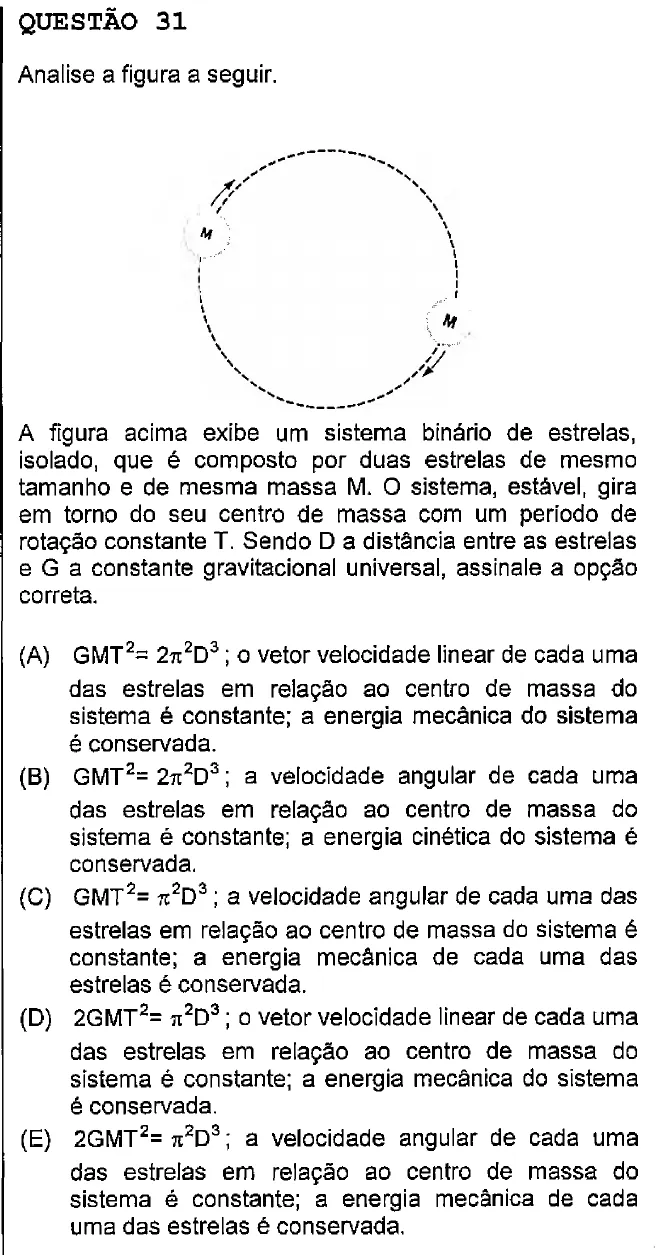 QUESTÃO 31
Analise a figura a seguir.
M
M
A figura acima exibe um sistema binário de estrelas,
isolado, que é composto por duas estrelas de mesmo
tamanho e de mesma massa M. O sistema, estável, gira
em torno do seu centro de massa com um período de
rotação constante T. Sendo D a distância entre as estrelas
e G a constante gravitacional universal, assinale a opção
correta.
(A) GMT²= 2π²D³ ; o vetor velocidade linear de cada uma
das estrelas em relação ao centro de massa do
sistema é constante; a energia mecânica do sistema
é conservada.
(B) GMT²= 2π²D³ ; a velocidade angular de cada uma
das estrelas em relação ao centro de massa do
sistema é constante; a energia cinética do sistema é
conservada.
(C) GMT²= π²D³ ; a velocidade angular de cada uma das
estrelas em relação ao centro de massa do sistema é
constante; a energia mecânica de cada uma das
estrelas é conservada.
(D) 2GMT²= π²D³ ; o vetor velocidade linear de cada uma
das estrelas em relação ao centro de massa do
sistema é constante; a energia mecânica do sistema
é conservada.
(E) 2GMT²= π²D³ ; a velocidade angular de cada uma
das estrelas em relação ao centro de massa do
sistema é constante; a energia mecânica de cada
uma das estrelas é conservada.